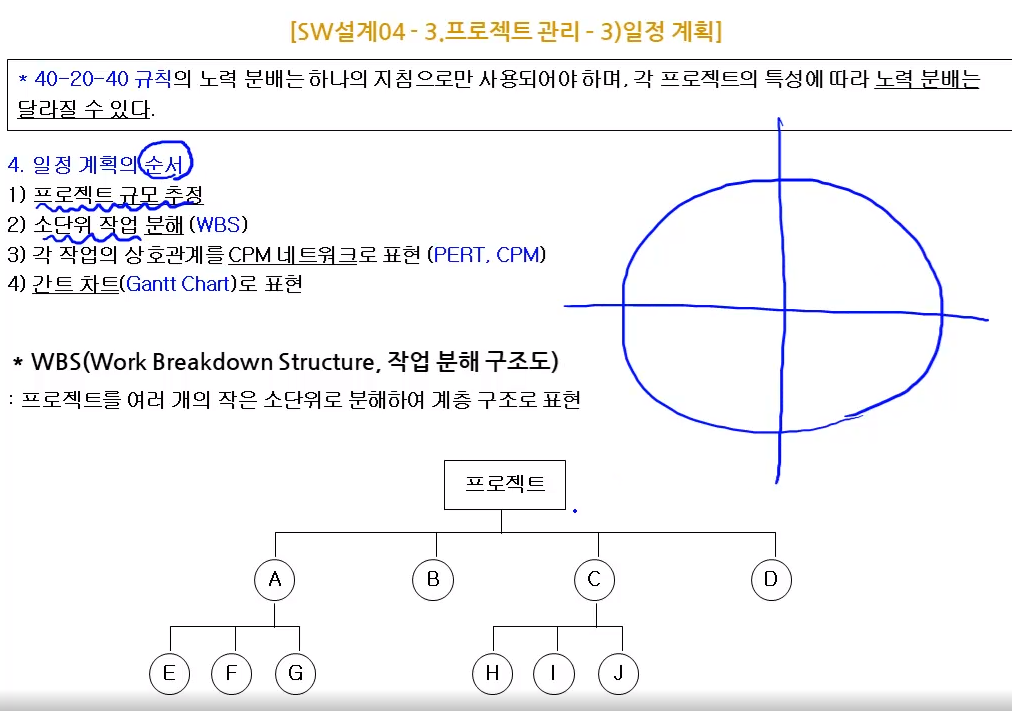 [SW설계04 - 3.프로젝트 관리 - 3)일정 계획]
* 40-20-40 규칙의 노력 분배는 하나의 지침으로만 사용되어야 하며, 각 프로젝트의 특성에 따라 노력 분배는
달라질 수 있다.
4. 일정 계획의 순서
1) 프로젝트 규모 추정
2) 소단위 작업 분해 (WBS)
3) 각 작업의 상호관계를 CPM 네트워크로 표현 (PERT, CPM)
4) 간트 차트(Gantt Chart)로 표현
* WBS(Work Breakdown Structure, 작업 분해 구조도)
: 프로젝트를 여러 개의 작은 소단위로 분해하여 계층 구조로 표현
프로젝트
A B C D
E F G H I J